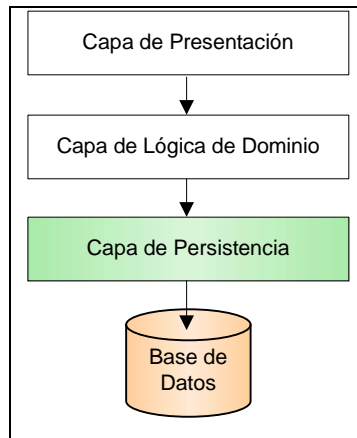 Capa de Presentación
Capa de Lógica de Dominio
Capa de Persistencia
Base de
Datos